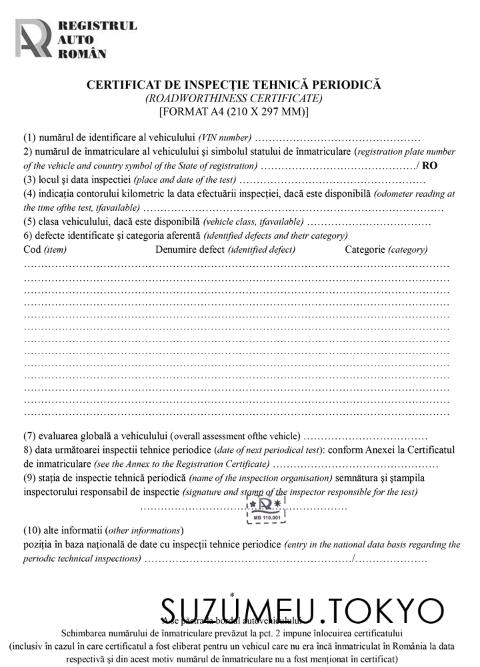 REGISTRUL
AUTO
ROMÂN
CERTIFICAT DE INSPECȚIE TEHNICĂ PERIODICĂ
(ROADWORTHINESS CERTIFICATE)
[FORMAT A4 (210 X 297 MM)]
(1) numărul de identificare al vehiculului (VIN number) ……………………………………………
2) numărul de înmatriculare al vehiculului și simbolul statului de înmatriculare (registration plate number
of the vehicle and country symbol of the State of registration) …………………………………………/ RO
(3) locul și data inspectiei (place and date of the test) …………………………………………………
(4) indicația contorului kilometric la data efectuării inspecției, dacă este disponibilă (odometer reading at
the time ofthe test, ifavailable) ……………………………………………………………………………
(5) clasa vehiculului, dacă este disponibilă (vehicle class, ifavailable) …………………………………
6) defecte identificate și categoria aferentă (identified defects and their category)
Cod (item) Denumire defect (identified defect) Categorie (category)
(7) evaluarea globală a vehiculului (overall assessment ofthe vehicle) …………………………………
8) data următoarei inspectii tehnice periodice (date of next periodical test): conform Anexei la Certificatul
de inmatriculare (see the Annex to the Registration Certificate) ……………………………………………
(9) stația de inspectie tehnică periodică (name of the inspection organisation) semnătura și ștampila
inspectorului responsabil de inspectie (signature and stamp of the inspector responsible for the test)
MB 110.001
(10) alte informatii (other informations)
poziția în baza națională de date cu inspecții tehnice periodice (entry in the national data basis regarding the
periodic technical inspections) ………………………………………………………/……………………
SUZUMEU.TOKYO
A se păstra la bordul autovehiculului
Schimbarea numărului de înmatriculare prevăzut la pct. 2 impune înlocuirea certificatului
(inclusiv în cazul în care certificatul a fost eliberat pentru un vehicul care nu era încă înmatriculat în România la data
respectivă și din acest motiv numărul de înmatriculare nu a fost menționat în certificat)